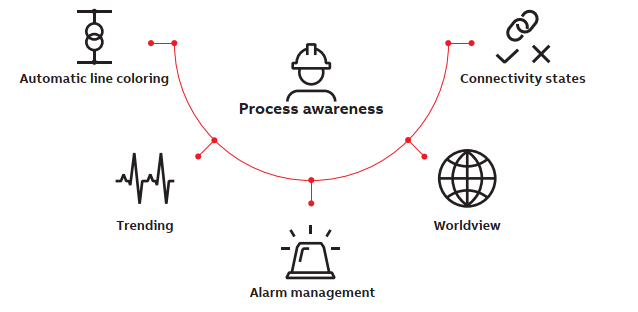 Automatic line coloring
Connectivity states
Process awareness
Trending
Worldview
Alarm management